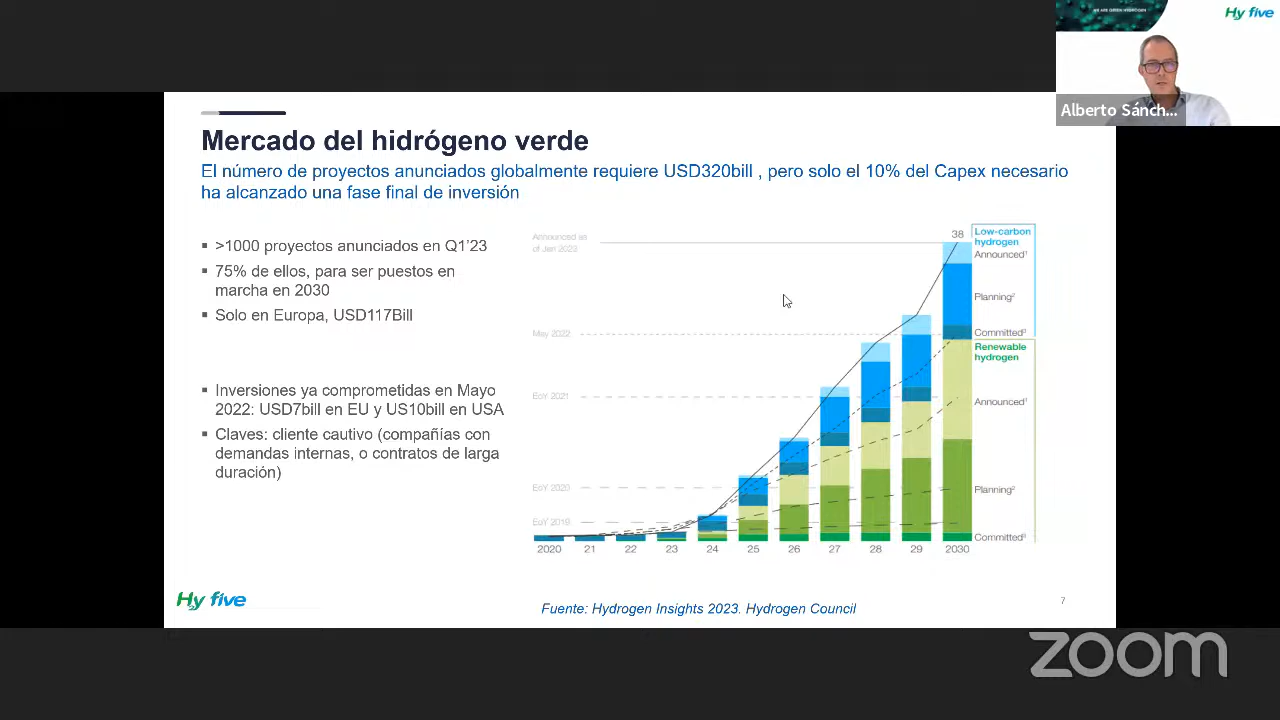 WE ARE GREEN HYDROGEN
Hy five
Alberto Sánch...
Mercado del hidrógeno verde
El número de proyectos anunciados globalmente requiere USD320bill , pero solo el 10% del Capex necesario
ha alcanzado una fase final de inversión
▪ >1000 proyectos anunciados en Q1'23
▪ 75% de ellos, para ser puestos en
marcha en 2030
▪ Solo en Europa, USD117Bill
▪ Inversiones ya comprometidas en Mayo
2022: USD7bill en EU y US10bill en USA
▪ Claves: cliente cautivo (compañías con
demandas internas, o contratos de larga
duración)
Announced as
of Jan 2023
38
Low-carbon
hydrogen
Announced¹
Planning²
May 2022
Committed³
Renewable
hydrogen
EoY 2021
Announced¹
EoY 2020
Planning²
EoY 2019
Committed³
2020 21 22 23 24 25 26 27 28 29 2030
Hy five
Fuente: Hydrogen Insights 2023. Hydrogen Council
7
zoom